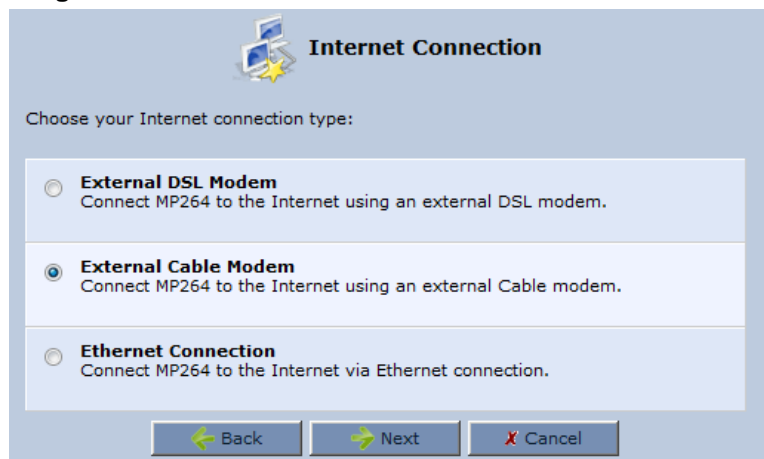 Internet Connection
Choose your Internet connection type:
External DSL Modem
Connect MP264 to the Internet using an external DSL modem.
External Cable Modem
Connect MP264 to the Internet using an external Cable modem.
Ethernet Connection
Connect MP264 to the Internet via Ethernet connection.
Back Next Cancel